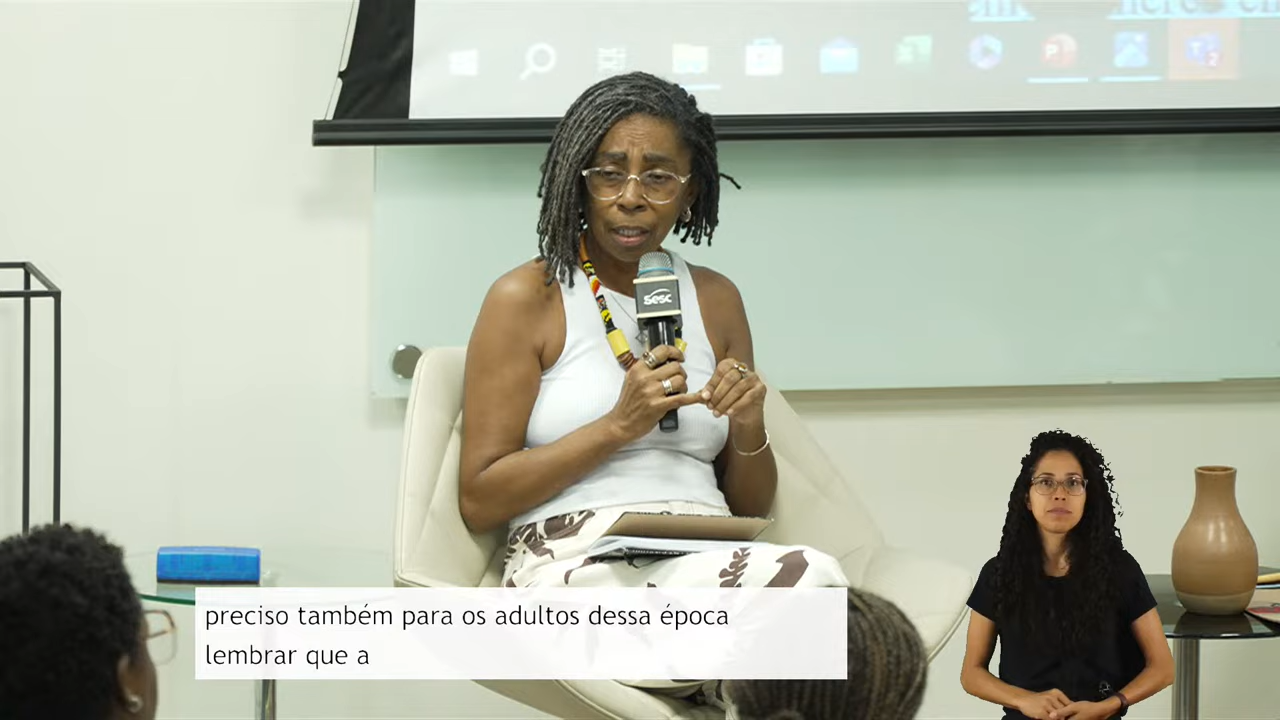 Sesc
preciso também para os adultos dessa época
lembrar que a